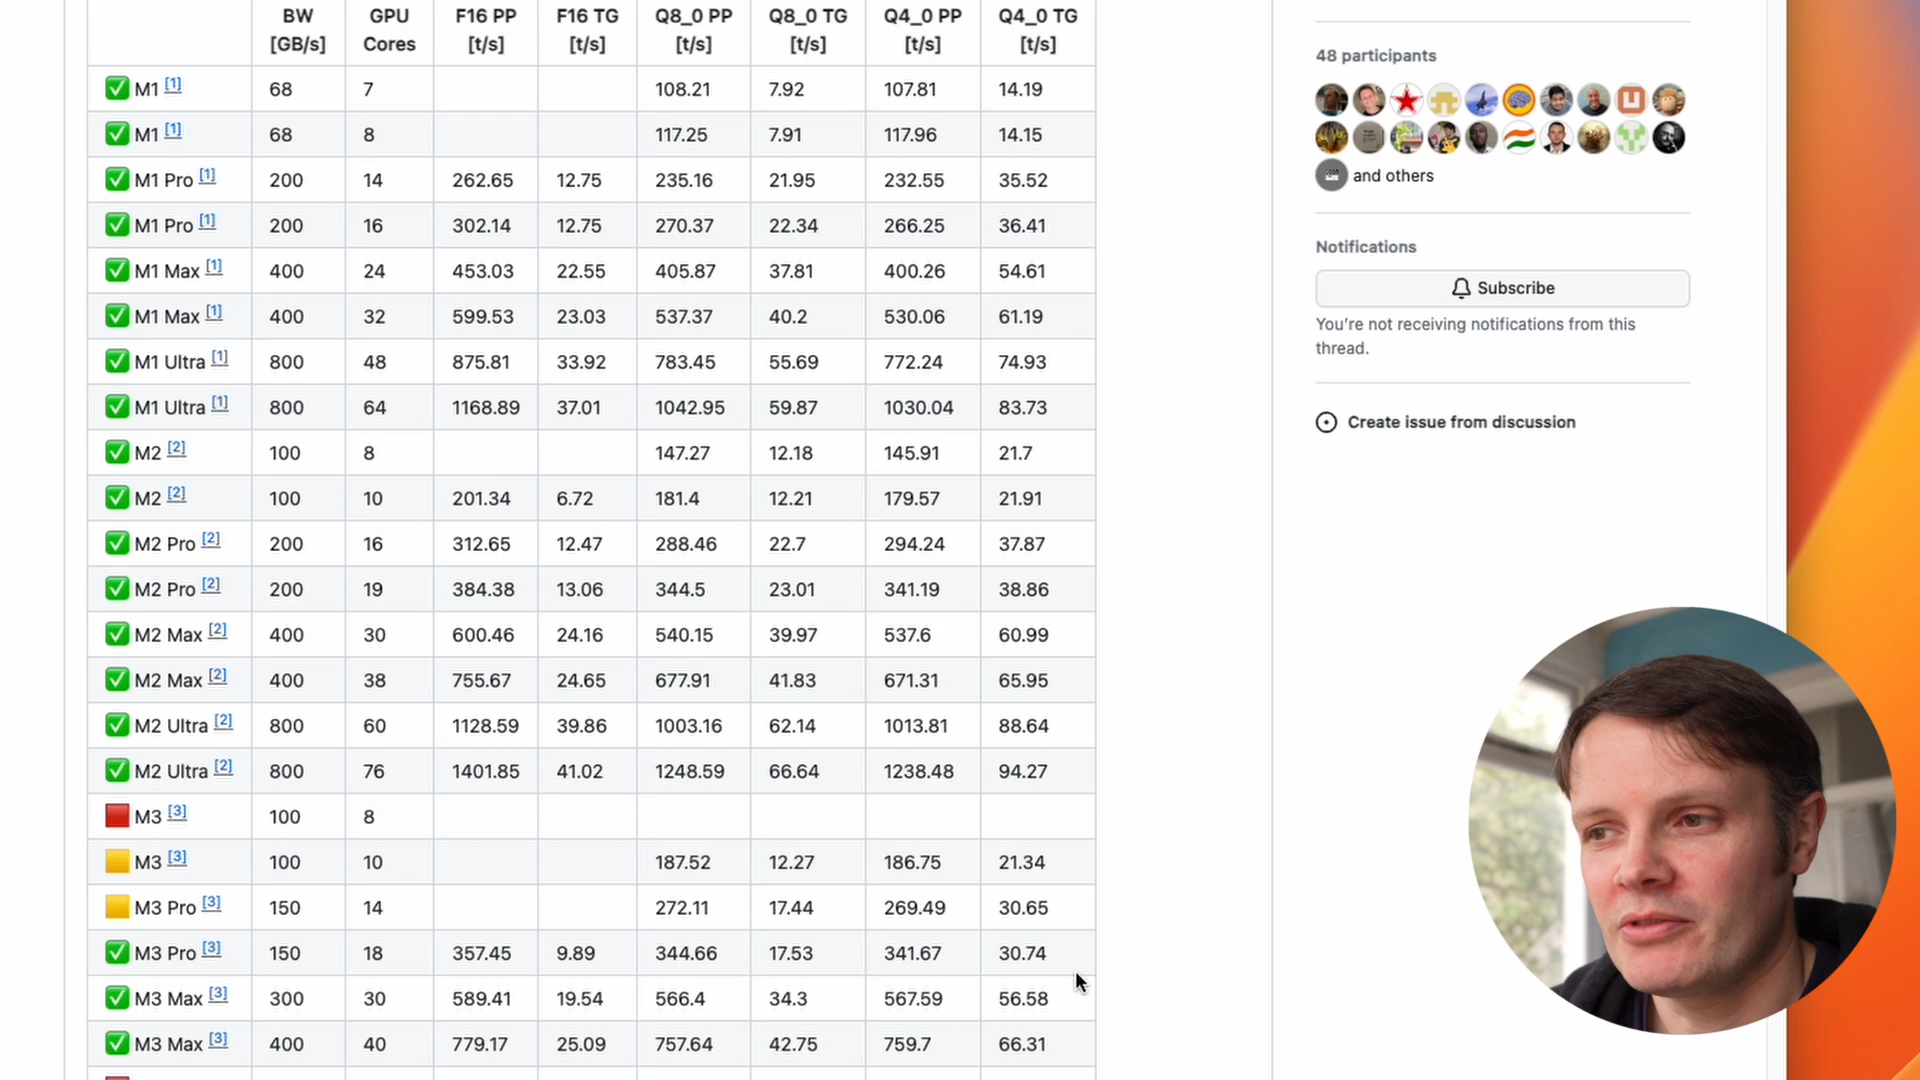 BW [GB/s] GPU Cores F16 PP [t/s] F16 TG [t/s] Q8_0 PP [t/s] Q8_0 TG [t/s] Q4_0 PP [t/s] Q4_0 TG [t/s]
✅ M1 [1] 68 7 108.21 7.92 107.81 14.19
✅ M1 [1] 68 8 117.25 7.91 117.96 14.15
✅ M1 Pro [1] 200 14 262.65 12.75 235.16 21.95 232.55 35.52
✅ M1 Pro [1] 200 16 302.14 12.75 270.37 22.34 266.25 36.41
✅ M1 Max [1] 400 24 453.03 22.55 405.87 37.81 400.26 54.61
✅ M1 Max [1] 400 32 599.53 23.03 537.37 40.2 530.06 61.19
✅ M1 Ultra [1] 800 48 875.81 33.92 783.45 55.69 772.24 74.93
✅ M1 Ultra [1] 800 64 1168.89 37.01 1042.95 59.87 1030.04 83.73
✅ M2 [2] 100 8 147.27 12.18 145.91 21.7
✅ M2 [2] 100 10 201.34 6.72 181.4 12.21 179.57 21.91
✅ M2 Pro [2] 200 16 312.65 12.47 288.46 22.7 294.24 37.87
✅ M2 Pro [2] 200 19 384.38 13.06 344.5 23.01 341.19 38.86
✅ M2 Max [2] 400 30 600.46 24.16 540.15 39.97 537.6 60.99
✅ M2 Max [2] 400 38 755.67 24.65 677.91 41.83 671.31 65.95
✅ M2 Ultra [2] 800 60 1128.59 39.86 1003.16 62.14 1013.81 88.64
✅ M2 Ultra [2] 800 76 1401.85 41.02 1248.59 66.64 1238.48 94.27
🟥 M3 [3] 100 8
🟨 M3 [3] 100 10 187.52 12.27 186.75 21.34
🟨 M3 Pro [3] 150 14 272.11 17.44 269.49 30.65
✅ M3 Pro [3] 150 18 357.45 9.89 344.66 17.53 341.67 30.74
✅ M3 Max [3] 300 30 589.41 19.54 566.4 34.3 567.59 56.58
✅ M3 Max [3] 400 40 779.17 25.09 757.64 42.75 759.7 66.31
48 participants
and others
Notifications
Subscribe
You're not receiving notifications from this
thread.
Create issue from discussion